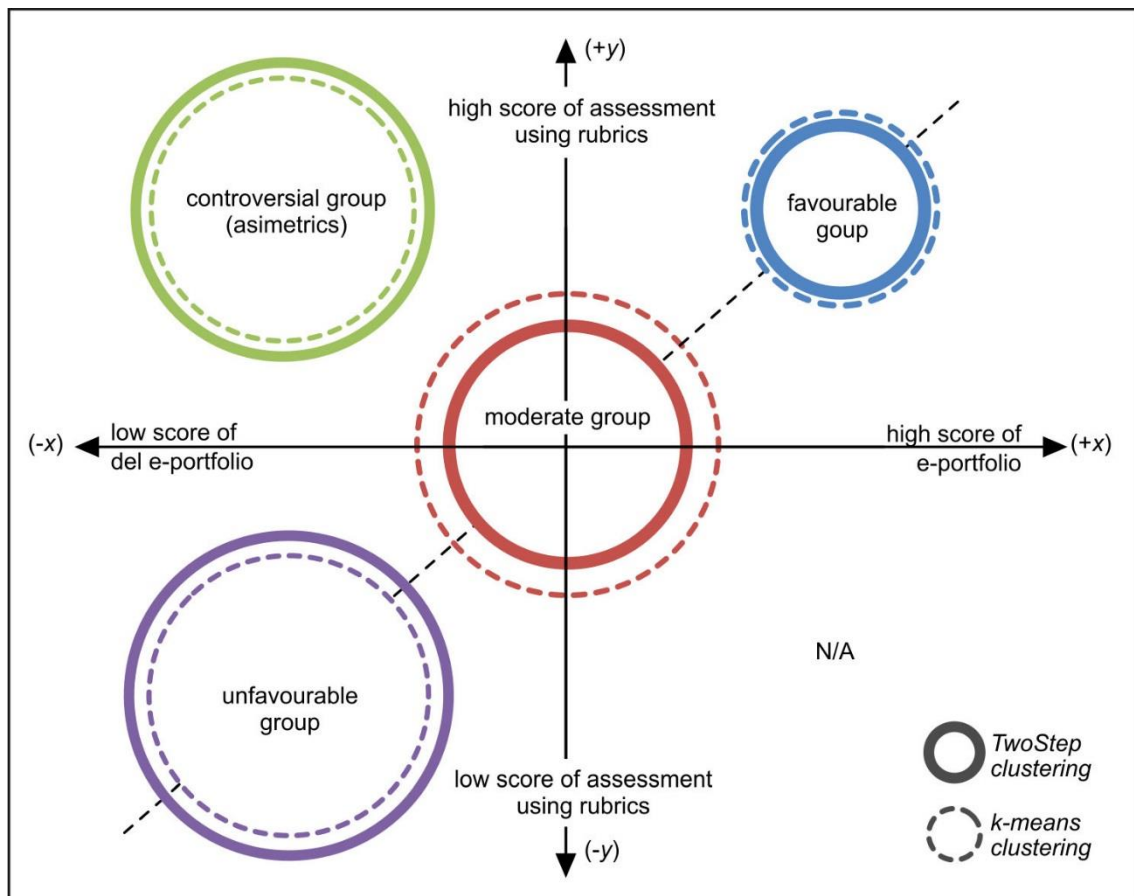 (+y)
high score of assessment
using rubrics
controversial group
(asimetrics)
favourable
goup
moderate group
(-x)
low score of
del e-portfolio
high score of
e-portfolio
(+x)
N/A
unfavourable
group
low score of assessment
using rubrics
(-y)
TwoStep
clustering
k-means
clustering